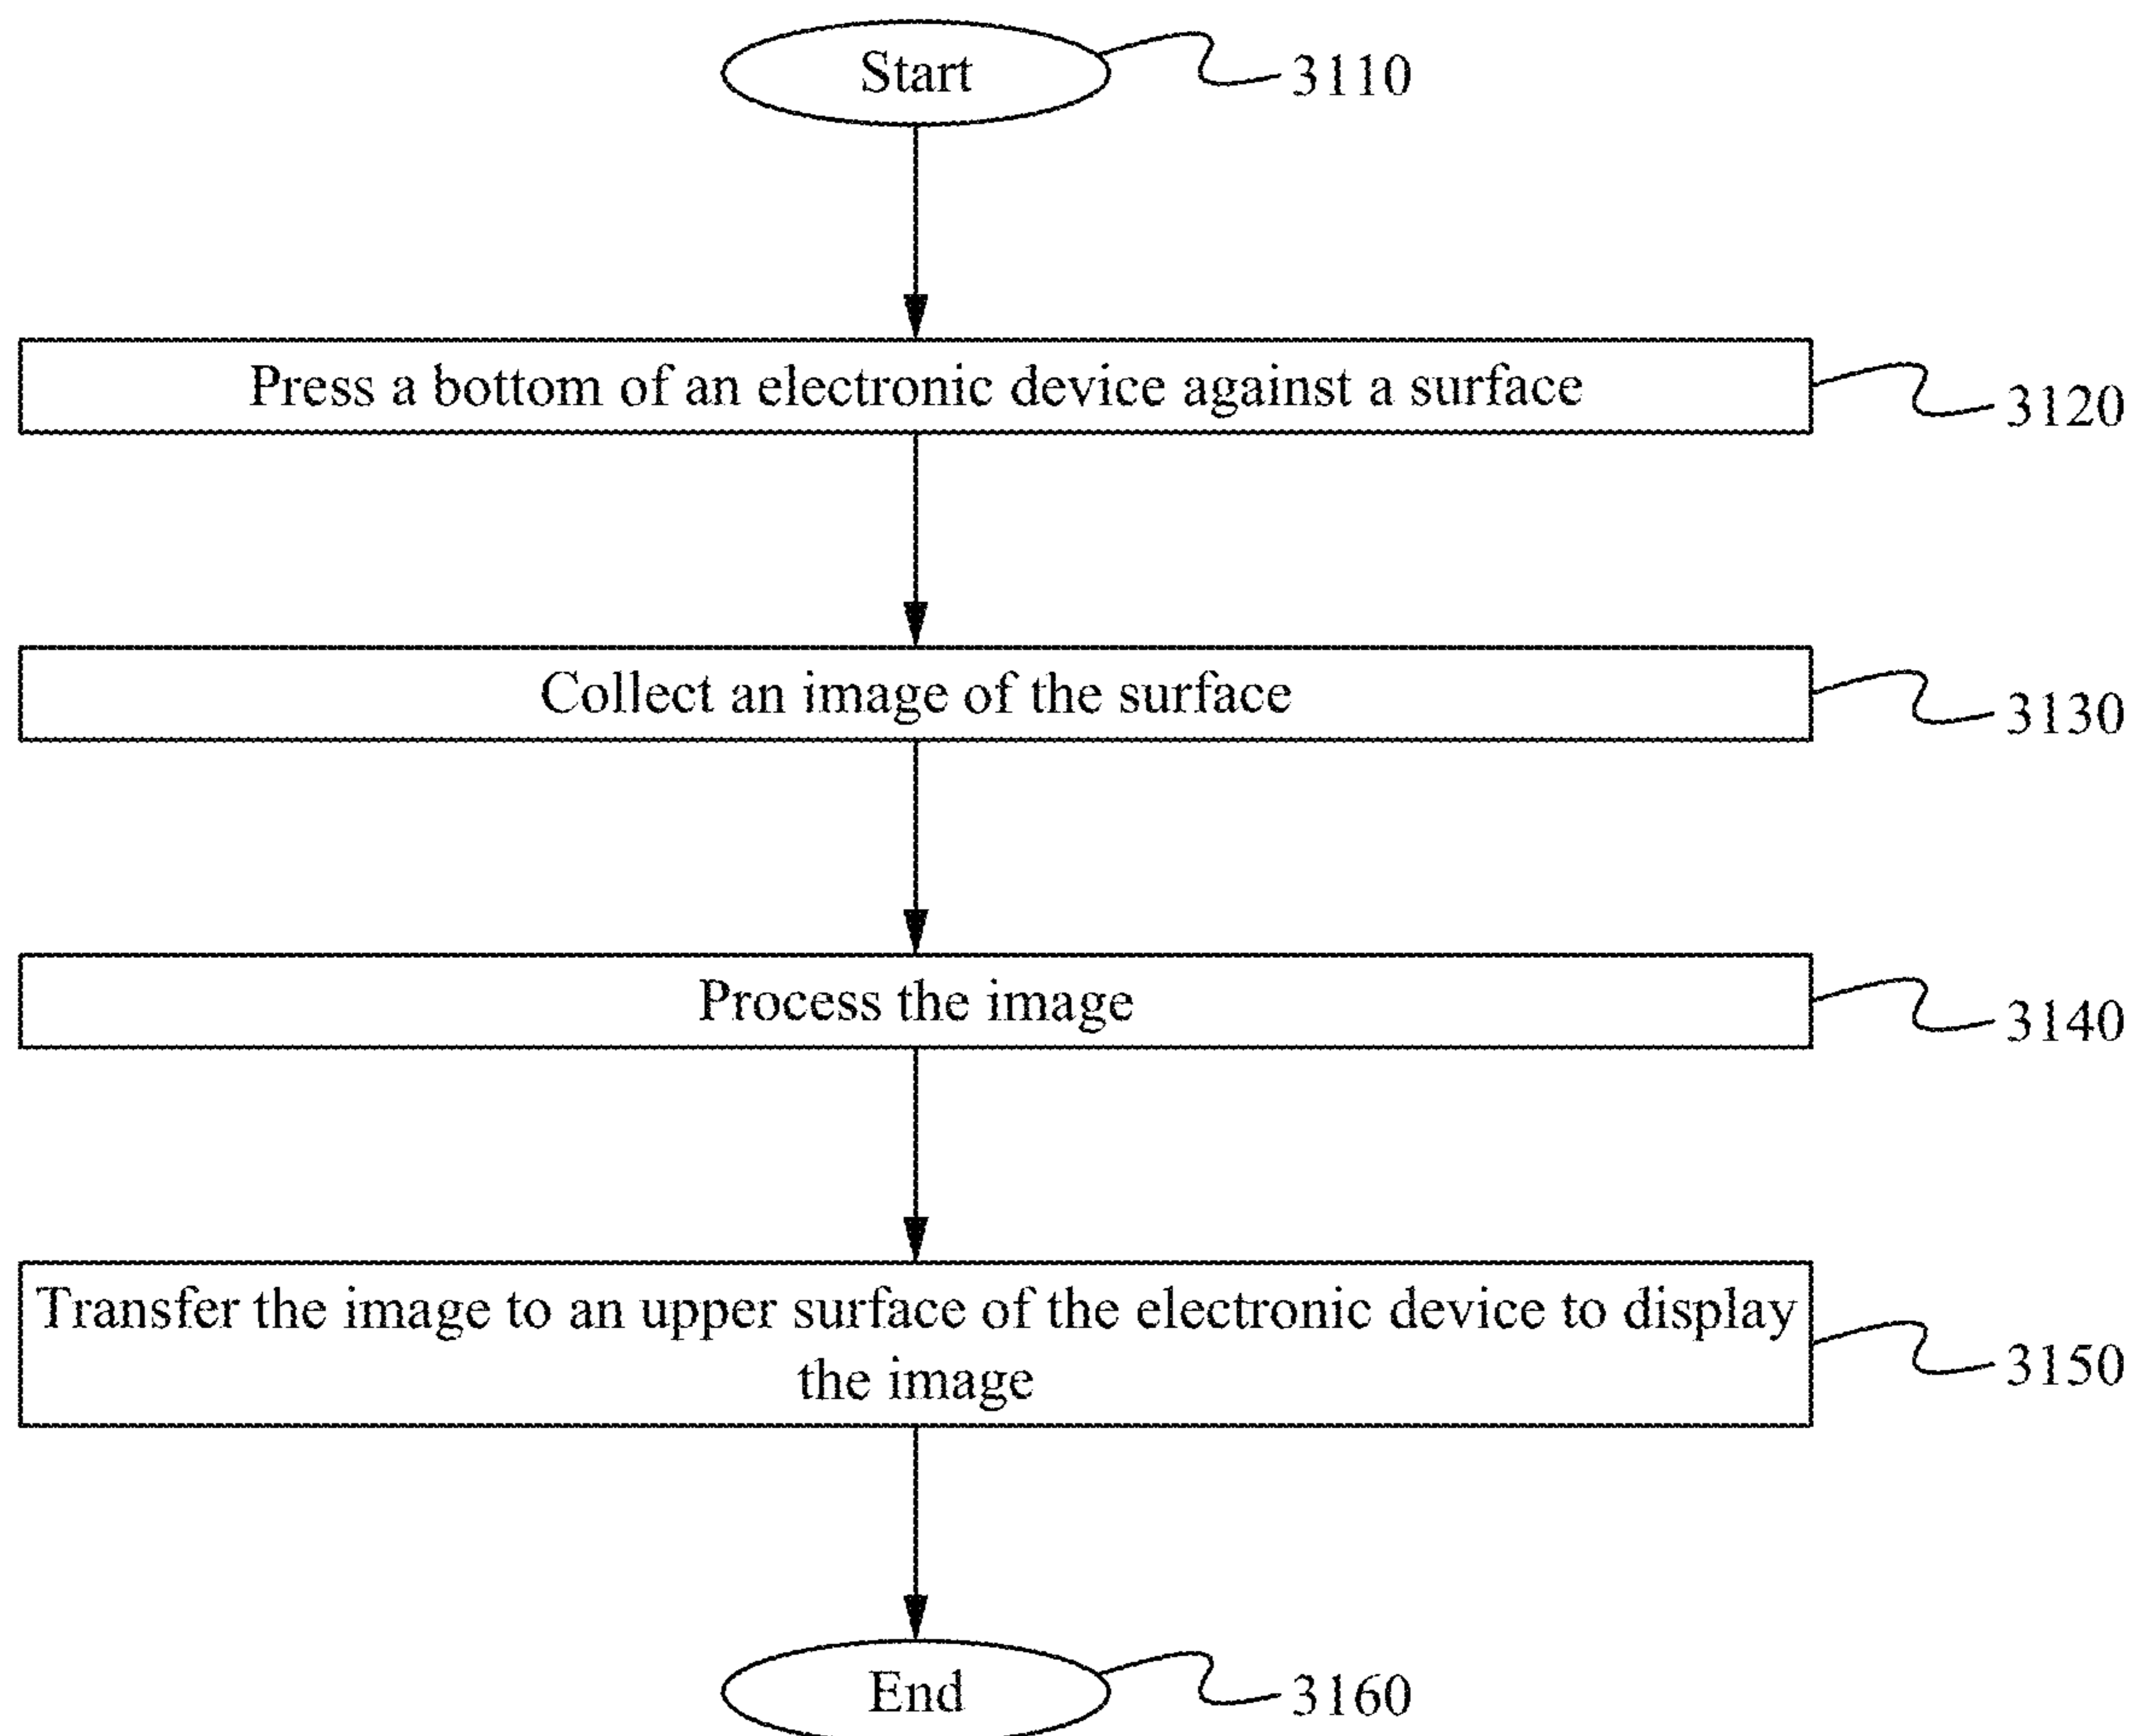 Start
3110
Press a bottom of an electronic device against a surface
3120
Collect an image of the surface
3130
Process the image
3140
Transfer the image to an upper surface of the electronic device to display
the image
3150
End
3160